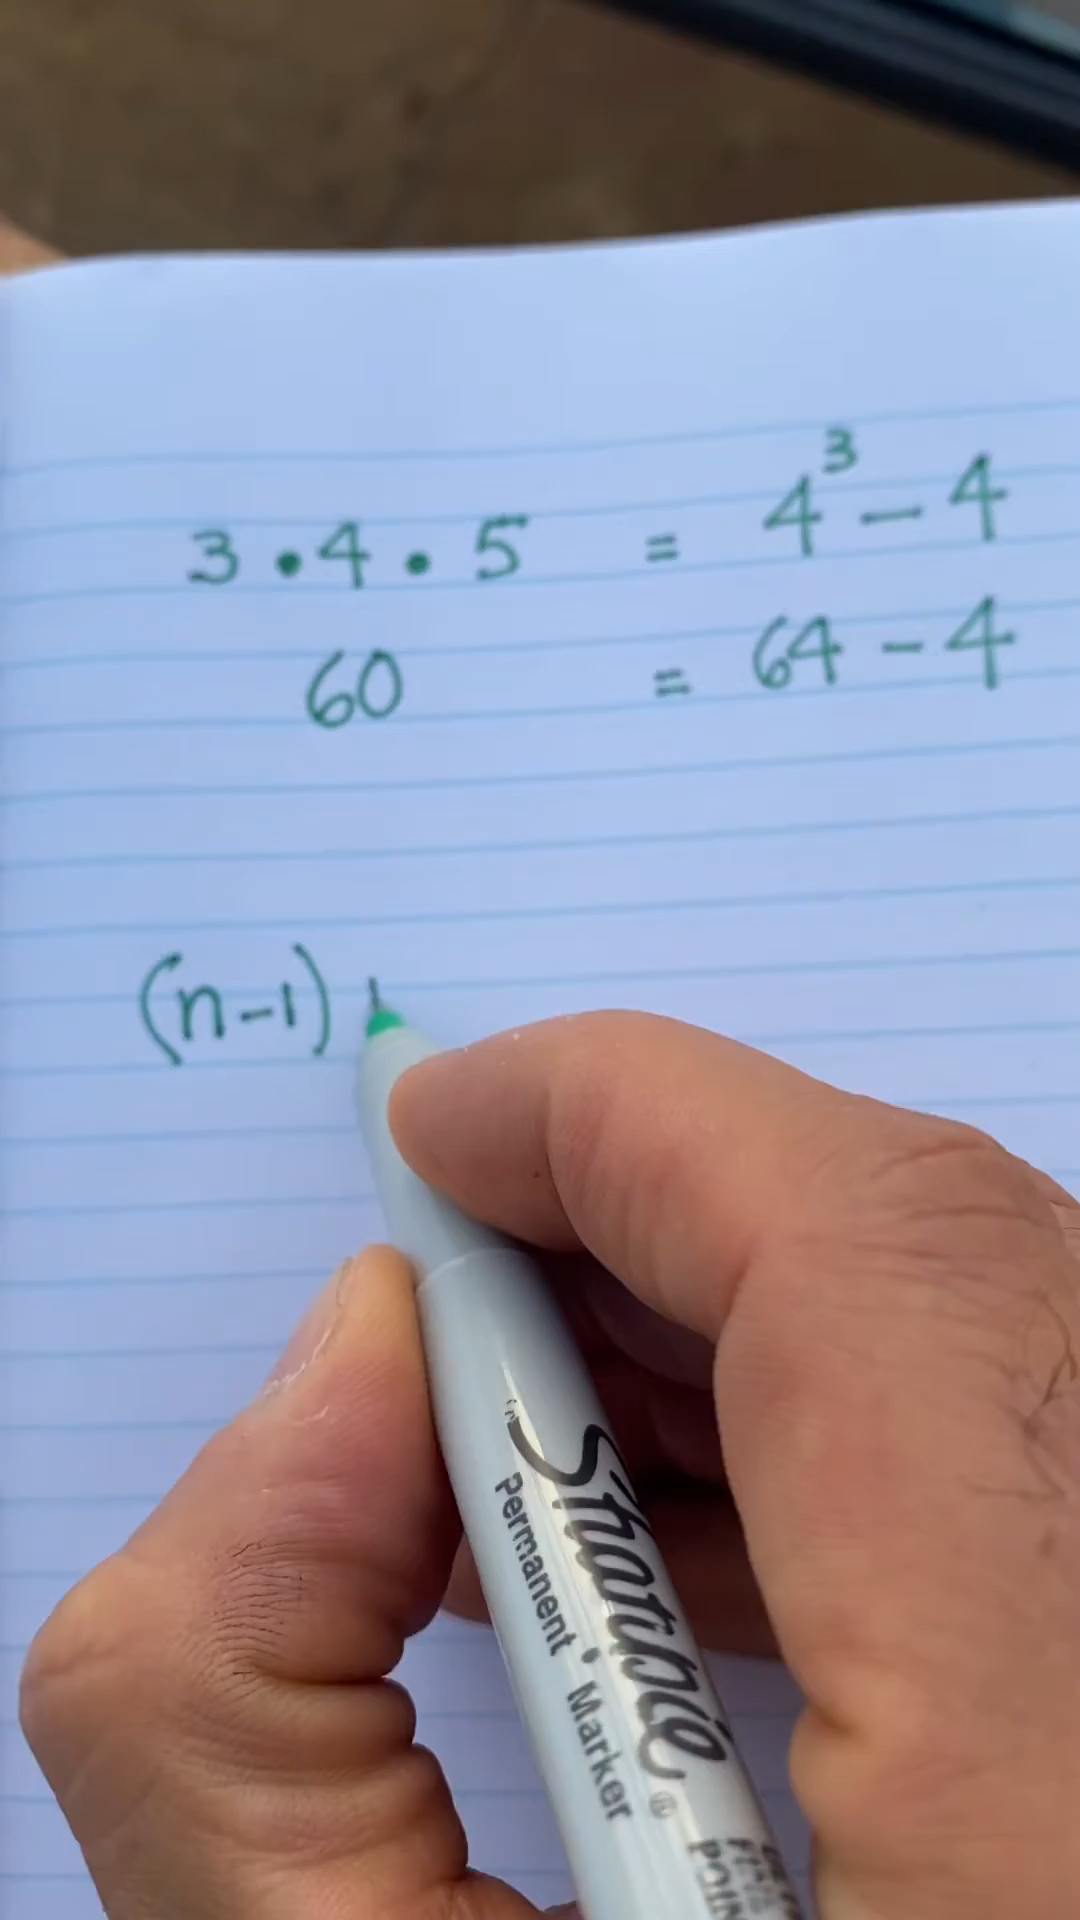 3 • 4 • 5 = 4³ - 4
60 = 64 - 4
(n-1)
Sharpie®
Permanent • Marker